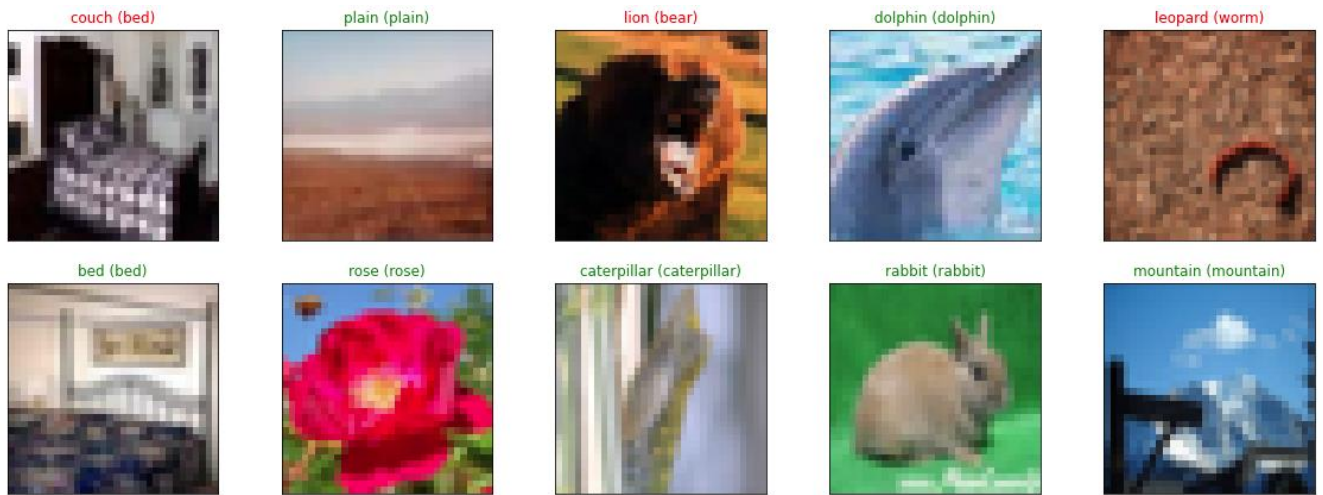 couch (bed)
plain (plain)
lion (bear)
dolphin (dolphin)
leopard (worm)
bed (bed)
rose (rose)
caterpillar (caterpillar)
rabbit (rabbit)
mountain (mountain)